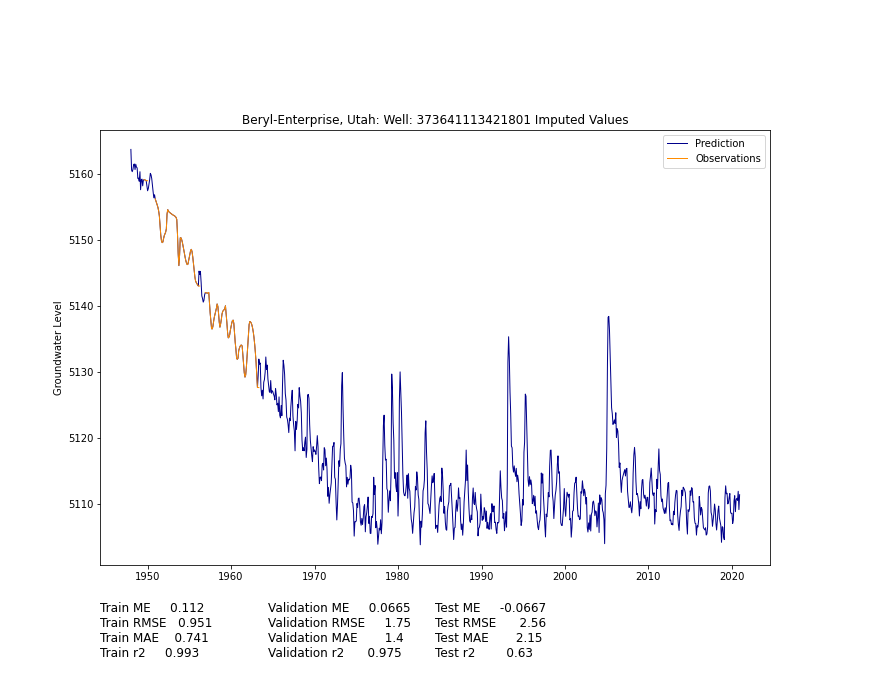 Beryl-Enterprise, Utah: Well: 373641113421801 Imputed Values
Prediction
Observations
Groundwater Level
5160
5150
5140
5130
5120
5110
1950 1960 1970 1980 1990 2000 2010 2020
Train ME 0.112 Validation ME 0.0665 Test ME -0.0667
Train RMSE 0.951 Validation RMSE 1.75 Test RMSE 2.56
Train MAE 0.741 Validation MAE 1.4 Test MAE 2.15
Train r2 0.993 Validation r2 0.975 Test r2 0.63